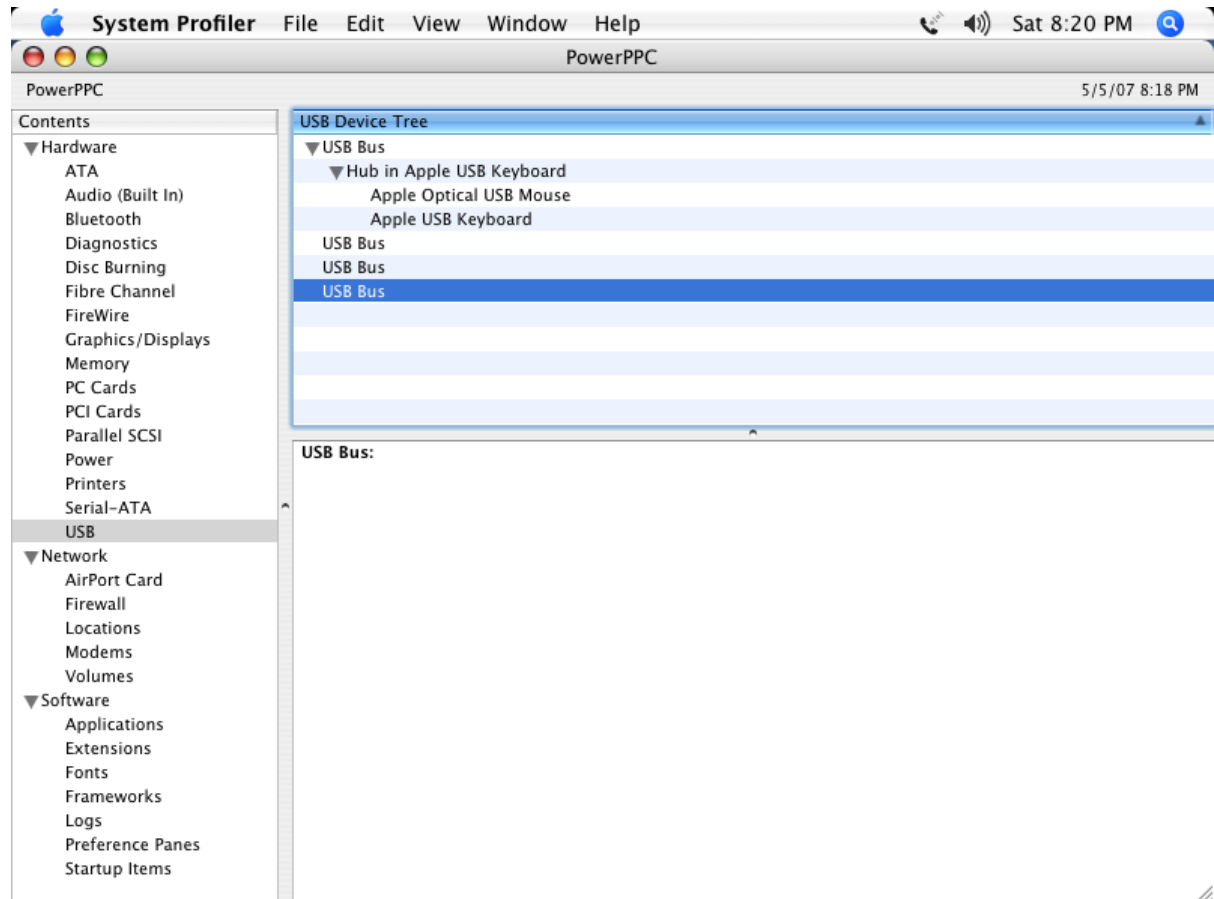 System Profiler File Edit View Window Help Sat 8:20 PM
PowerPPC
PowerPPC 5/5/07 8:18 PM
Contents
Hardware
ATA
Audio (Built In)
Bluetooth
Diagnostics
Disc Burning
Fibre Channel
FireWire
Graphics/Displays
Memory
PC Cards
PCI Cards
Parallel SCSI
Power
Printers
Serial-ATA
USB
Network
AirPort Card
Firewall
Locations
Modems
Volumes
Software
Applications
Extensions
Fonts
Frameworks
Logs
Preference Panes
Startup Items
USB Device Tree
USB Bus
Hub in Apple USB Keyboard
Apple Optical USB Mouse
Apple USB Keyboard
USB Bus
USB Bus
USB Bus
USB Bus: